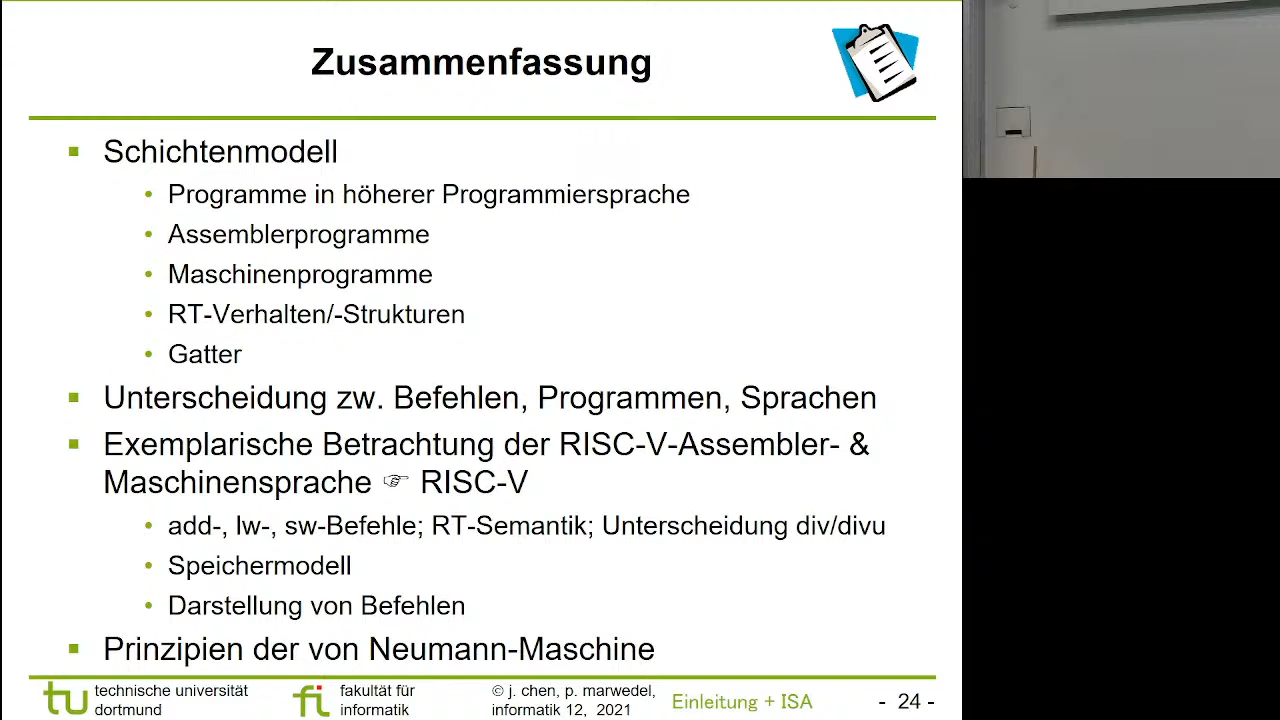 Zusammenfassung
▪ Schichtenmodell
• Programme in höherer Programmiersprache
• Assemblerprogramme
• Maschinenprogramme
• RT-Verhalten/-Strukturen
• Gatter
▪ Unterscheidung zw. Befehlen, Programmen, Sprachen
▪ Exemplarische Betrachtung der RISC-V-Assembler- &
Maschinensprache ☞ RISC-V
• add-, lw-, sw-Befehle; RT-Semantik; Unterscheidung div/divu
• Speichermodell
• Darstellung von Befehlen
▪ Prinzipien der von Neumann-Maschine
tu technische universität
dortmund
fi fakultät für
informatik
© j. chen, p. marwedel,
informatik 12, 2021
Einleitung + ISA
- 24 -